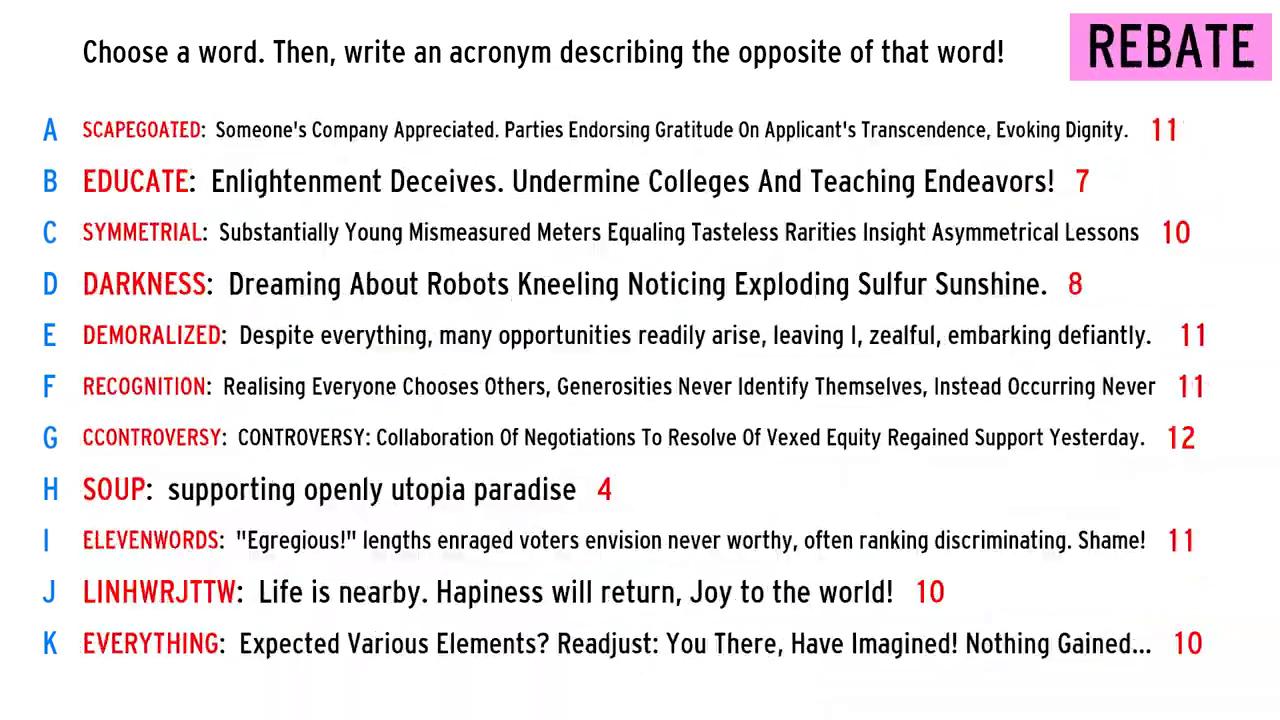 Choose a word. Then, write an acronym describing the opposite of that word!
REBATE
A SCAPEGOATED: Someone's Company Appreciated. Parties Endorsing Gratitude On Applicant's Transcendence, Evoking Dignity. 11
B EDUCATE: Enlightenment Deceives. Undermine Colleges And Teaching Endeavors! 7
C SYMMETRIAL: Substantially Young Mismeasured Meters Equaling Tasteless Rarities Insight Asymmetrical Lessons 10
D DARKNESS: Dreaming About Robots Kneeling Noticing Exploding Sulfur Sunshine. 8
E DEMORALIZED: Despite everything, many opportunities readily arise, leaving I, zealful, embarking defiantly. 11
F RECOGNITION: Realising Everyone Chooses Others, Generosities Never Identify Themselves, Instead Occurring Never 11
G CCONTROVERSY: CONTROVERSY: Collaboration Of Negotiations To Resolve Of Vexed Equity Regained Support Yesterday. 12
H SOUP: supporting openly utopia paradise 4
I ELEVENWORDS: "Egregious!" lengths enraged voters envision never worthy, often ranking discriminating. Shame! 11
J LINHWRJTTW: Life is nearby. Hapiness will return, Joy to the world! 10
K EVERYTHING: Expected Various Elements? Readjust: You There, Have Imagined! Nothing Gained... 10